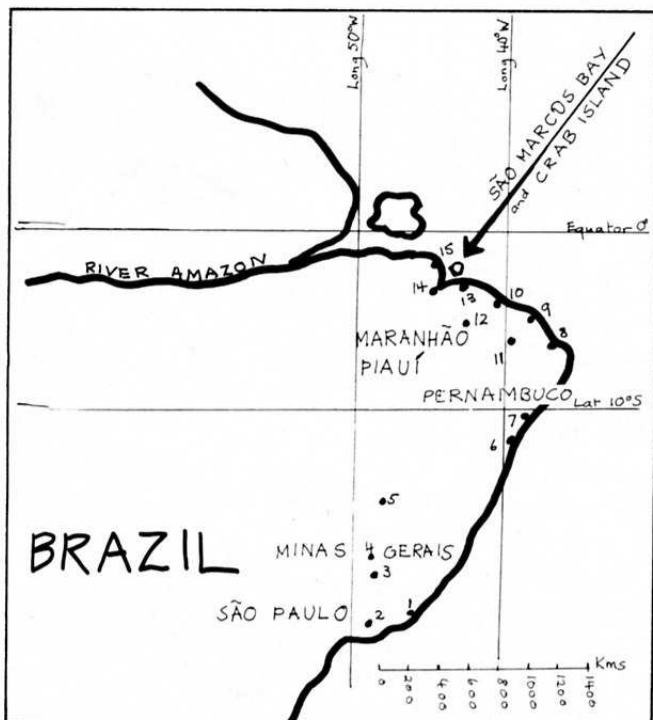 Long 50°W
Long 40°W
SÃO MARCOS BAY
and CRAB ISLAND
Equator 0°
RIVER AMAZON
15
14
13
10
9
12
8
MARANHÃO
11
PIAUÍ
PERNAMBUCO
Lat 10°S
7
6
5
BRAZIL
MINAS 4 GERAIS
3
SÃO PAULO
2
1
Kms
0
200
400
600
800
1000
1200
1400